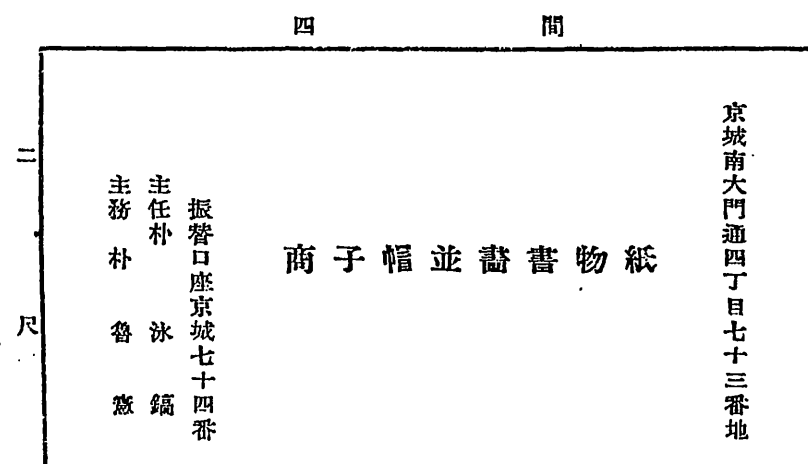 四間
京城南大門通四丁目七十三番地
紙物書畵並帽子商
振替口座京城七十四番
主任朴泳鎬
主務朴魯憲
二尺